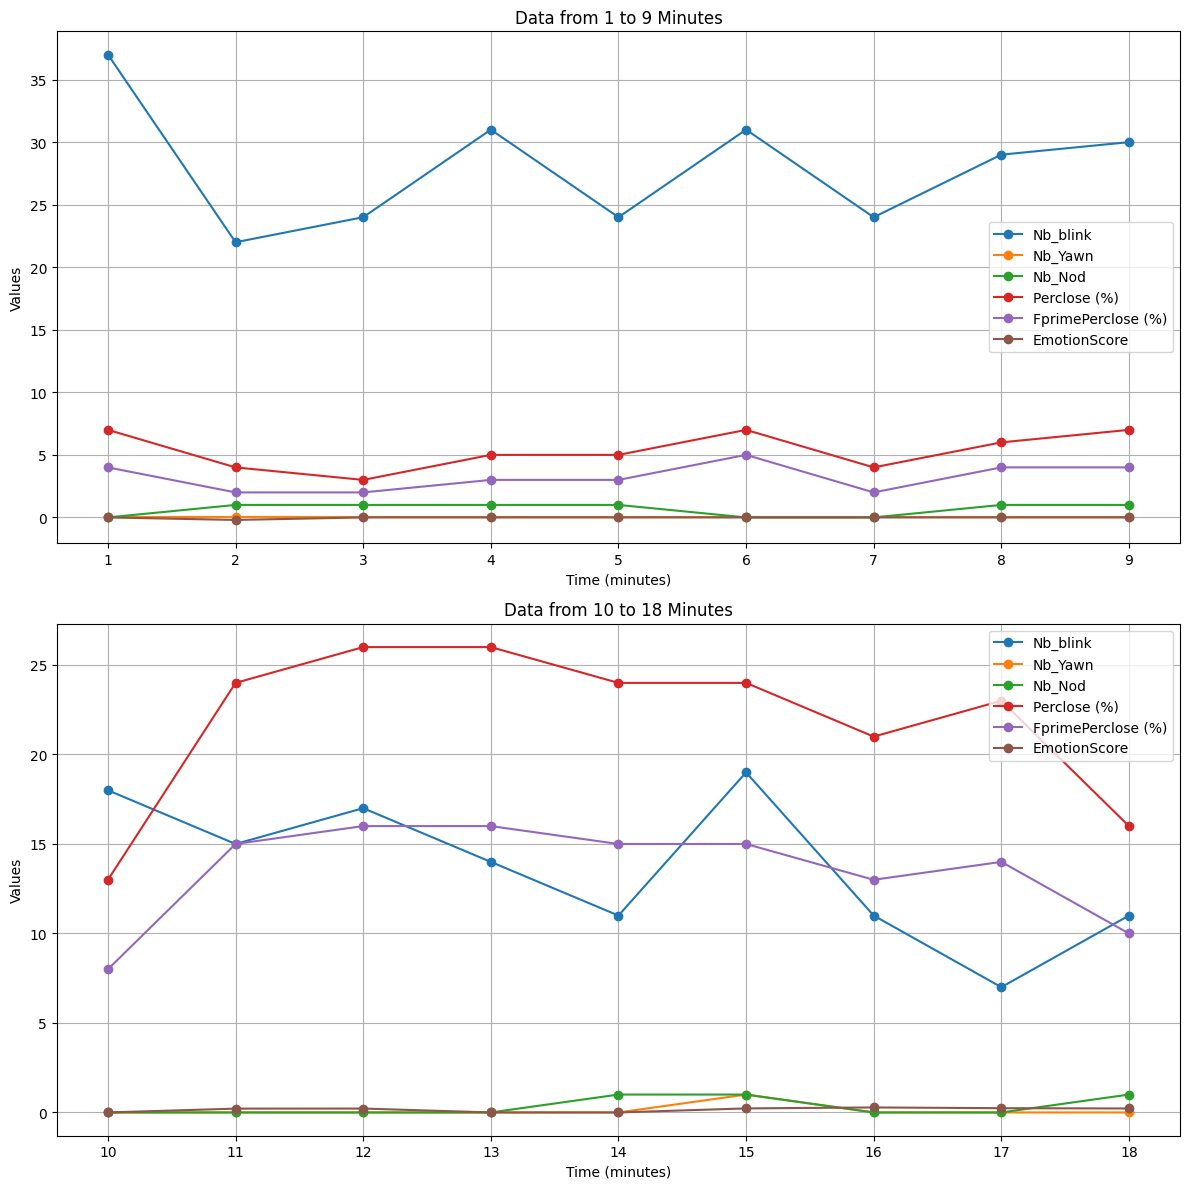 Data from 1 to 9 Minutes
Values
35
30
25
20
15
10
5
0
Nb_blink
Nb_Yawn
Nb_Nod
Perclose (%)
FprimePerclose (%)
EmotionScore
1 2 3 4 5 6 7 8 9
Time (minutes)
Data from 10 to 18 Minutes
Values
25
20
15
10
5
0
Nb_blink
Nb_Yawn
Nb_Nod
Perclose (%)
FprimePerclose (%)
EmotionScore
10 11 12 13 14 15 16 17 18
Time (minutes)